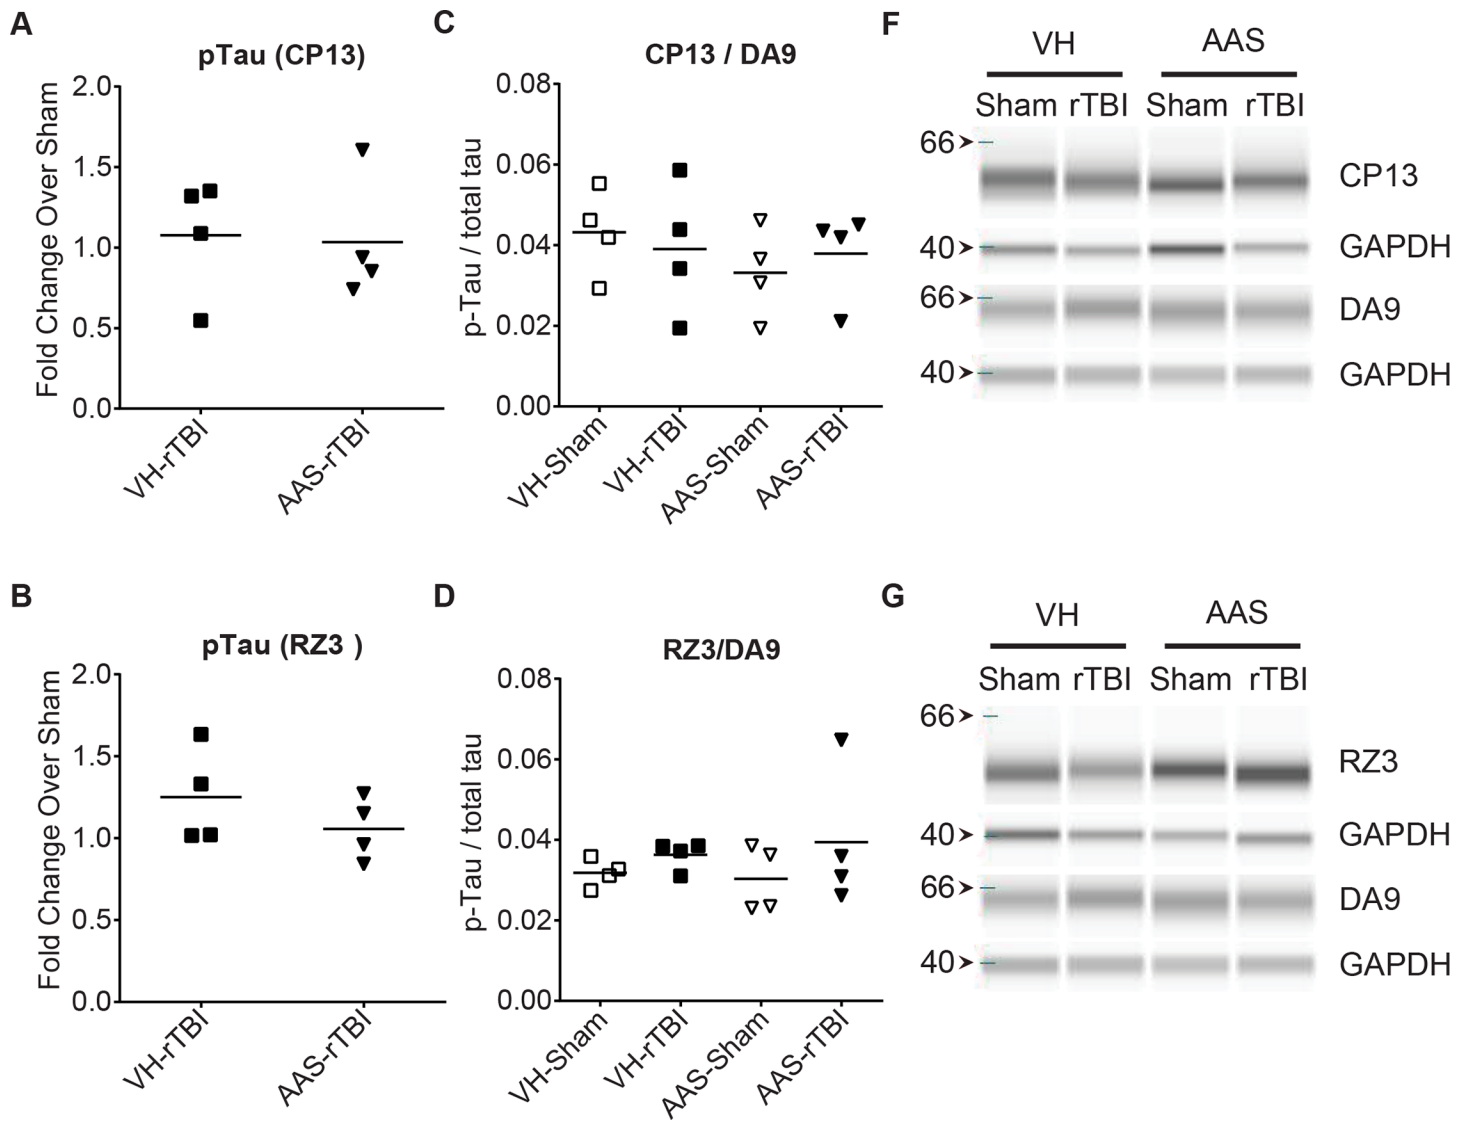 A
pTau (CP13)
Fold Change Over Sham
2.0
1.5
1.0
0.5
0.0
VH-rTBI
AAS-rTBI
C
CP13 / DA9
p-Tau / total tau
0.08
0.06
0.04
0.02
0.00
VH-Sham
VH-rTBI
AAS-Sham
AAS-rTBI
F
VH AAS
Sham rTBI Sham rTBI
66 CP13
40 GAPDH
66 DA9
40 GAPDH
B
pTau (RZ3 )
Fold Change Over Sham
2.0
1.5
1.0
0.5
0.0
VH-rTBI
AAS-rTBI
D
RZ3/DA9
p-Tau / total tau
0.08
0.06
0.04
0.02
0.00
VH-Sham
VH-rTBI
AAS-Sham
AAS-rTBI
G
VH AAS
Sham rTBI Sham rTBI
66
RZ3
40 GAPDH
66 DA9
40 GAPDH